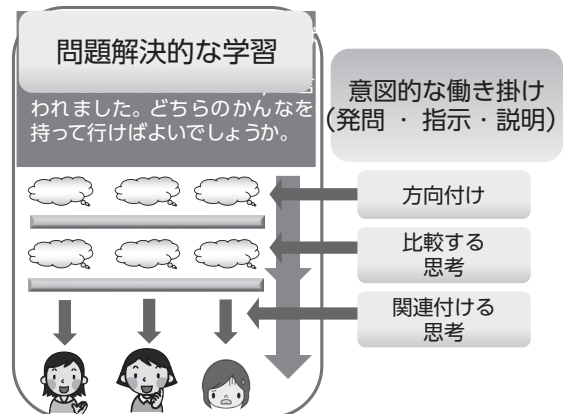 問題解決的な学習
われました。どちらのかんなを
持って行けばよいでしょうか。
意図的な働き掛け
(発問 ・ 指示・説明)
方向付け
比較する
思考
関連付ける
思考